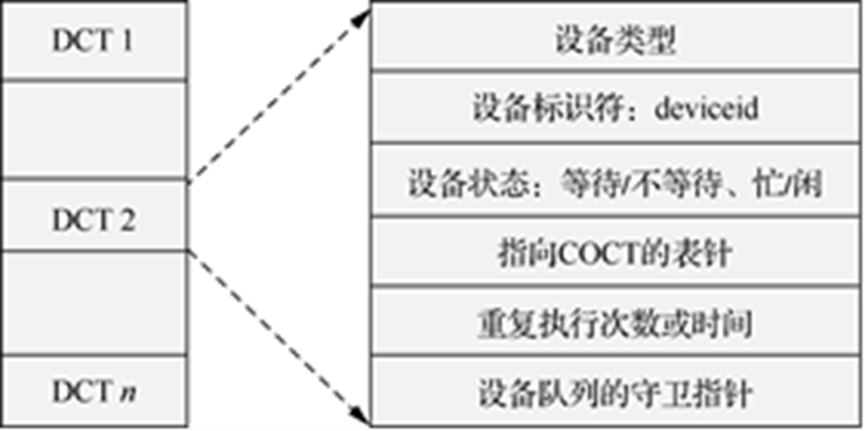 DCT 1
DCT 2
DCT n
设备类型
设备标识符：deviceid
设备状态：等待/不等待、忙/闲
指向COCT的表针
重复执行次数或时间
设备队列的守卫指针